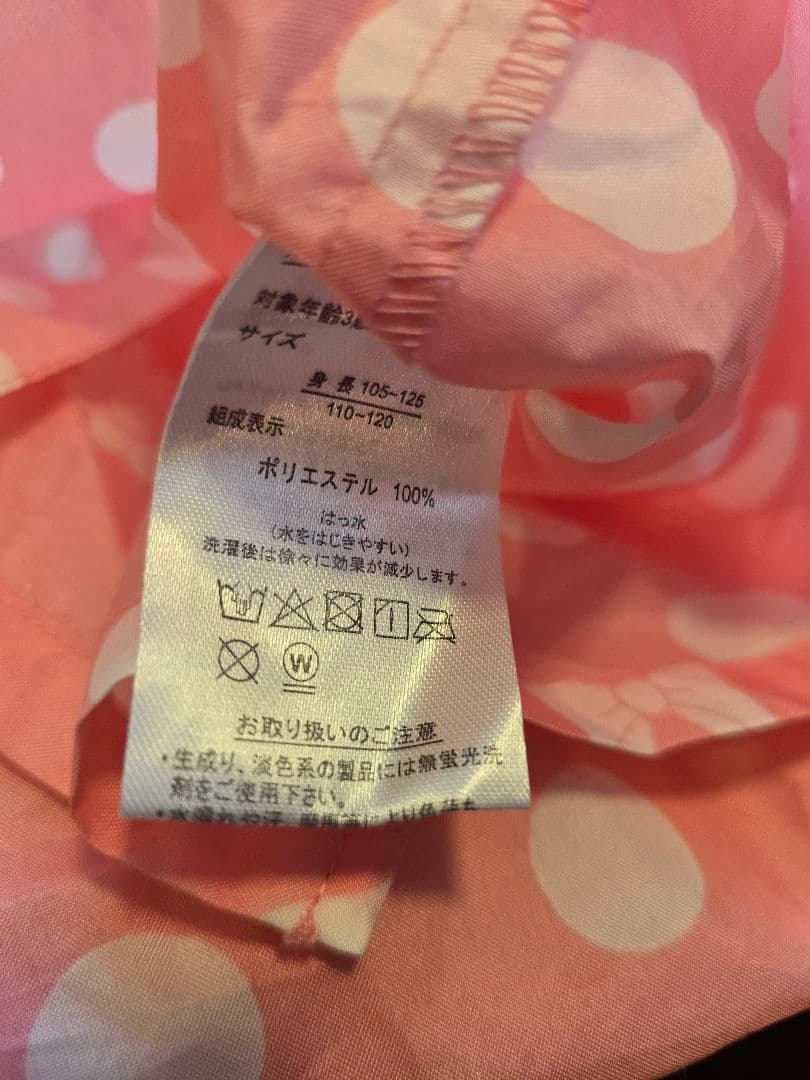 対象年齢3
サイズ
身長 105~125
110~120
組成表示
ポリエステル 100%
はっ水
(水をはじきやすい)
洗濯後は徐々に効果が減少します。
W
お取り扱いのご注意
・生成り、淡色系の製品には無蛍光洗
剤をご使用下さい。